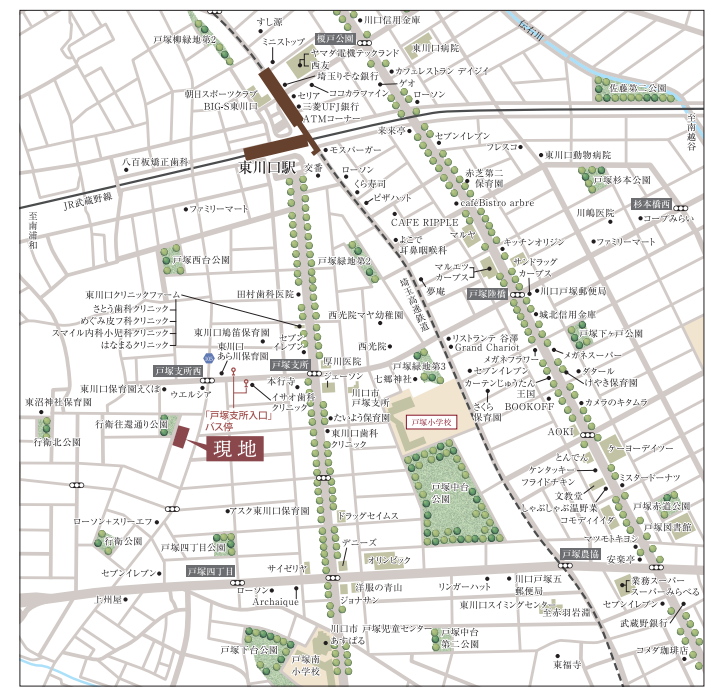 すし源
川口信用金庫
伝右川
戸塚柳緑地第2
ミニストップ
榎戸公園
ヤマダ電機テックランド
東川口病院
西友
埼玉りそな銀行
カフェレストラン デイジイ
朝日スポーツクラブ
BIG-S東川口
ココカラファイン
ゲオ
佐藤第二公園
セリア
ローソン
三菱UFJ銀行
ATMコーナー
至南越谷
来来亭
セブンイレブン
フレスコ
モスバーガー
東川口動物病院
八百板矯正歯科
東川口駅
交番
ローソン
赤芝第二
保育園
戸塚杉本公園
くら寿司
JR武蔵野線
ピザハット
caféBistro arbre
杉本橋西
至南浦和
ファミリーマート
CAFE RIPPLE
マルヤ
川嶋医院
コープみらい
よこで
耳鼻咽喉科
キッチンオリジン
ファミリーマート
戸塚西台公園
戸塚緑地第2
マルエツ
カーブス
サンドラッグ
カーブス
夢庵
東川口クリニックファーム
田村歯科医院
埼玉高速鉄道
戸塚陸橋
川口戸塚郵便局
さとう歯科クリニック
めぐみ皮フ科クリニック
西光院マヤ幼稚園
城北信用金庫
スマイル内科小児科クリニック
東川口鳩笛保育園
戸塚下ヶ戸公園
はなまるクリニック
東川口
あら川保育園
セブン
イレブン
西光院
リストランテ 谷澤
Grand Chariot
メガネスーパー
戸塚支所西
戸塚支所
厚川医院
戸塚緑地第3
メガネフラワー
グタール
本行寺
ジェーソン
七郷神社
セブンイレブン
けやき保育園
東川口保育園えくぼ
ウエルシア
イサオ歯科
クリニック
川口市
戸塚支所
カーテンじゅうたん
王国
東沼神社保育園
「戸塚支所入口」
バス停
たいよう保育園
さくら
保育園
BOOKOFF
カメラのキタムラ
行衛往還通り公園
戸塚小学校
行衛北公園
現地
東川口歯科
クリニック
AOKI
ケーヨーデイツー
とんでん
ケンタッキー
フライドチキン
ミスタードーナツ
戸塚中台
公園
文教堂
しゃぶしゃぶ温野菜
戸塚赤道公園
ローソン+スリーエフ
アスク東川口保育園
ドラッグセイムス
コモディイイダ
戸塚図書館
行衛公園
戸塚四丁目公園
デニーズ
マツモトキヨシ
セブンイレブン
戸塚四丁目
サイゼリヤ
オリンピック
戸塚農協
安楽亭
上州屋
ローソン
洋服の青山
リンガーハット
川口戸塚五
郵便局
業務スーパー
スーパーみらべる
Archaique
ジョナサン
東川口スイミングセンター
セブンイレブン
至赤羽岩淵
武蔵野銀行
川口市 戸塚児童センター
あすぱる
戸塚中台
第二公園
戸塚下台公園
戸塚南
小学校
東福寺
コメダ珈琲店